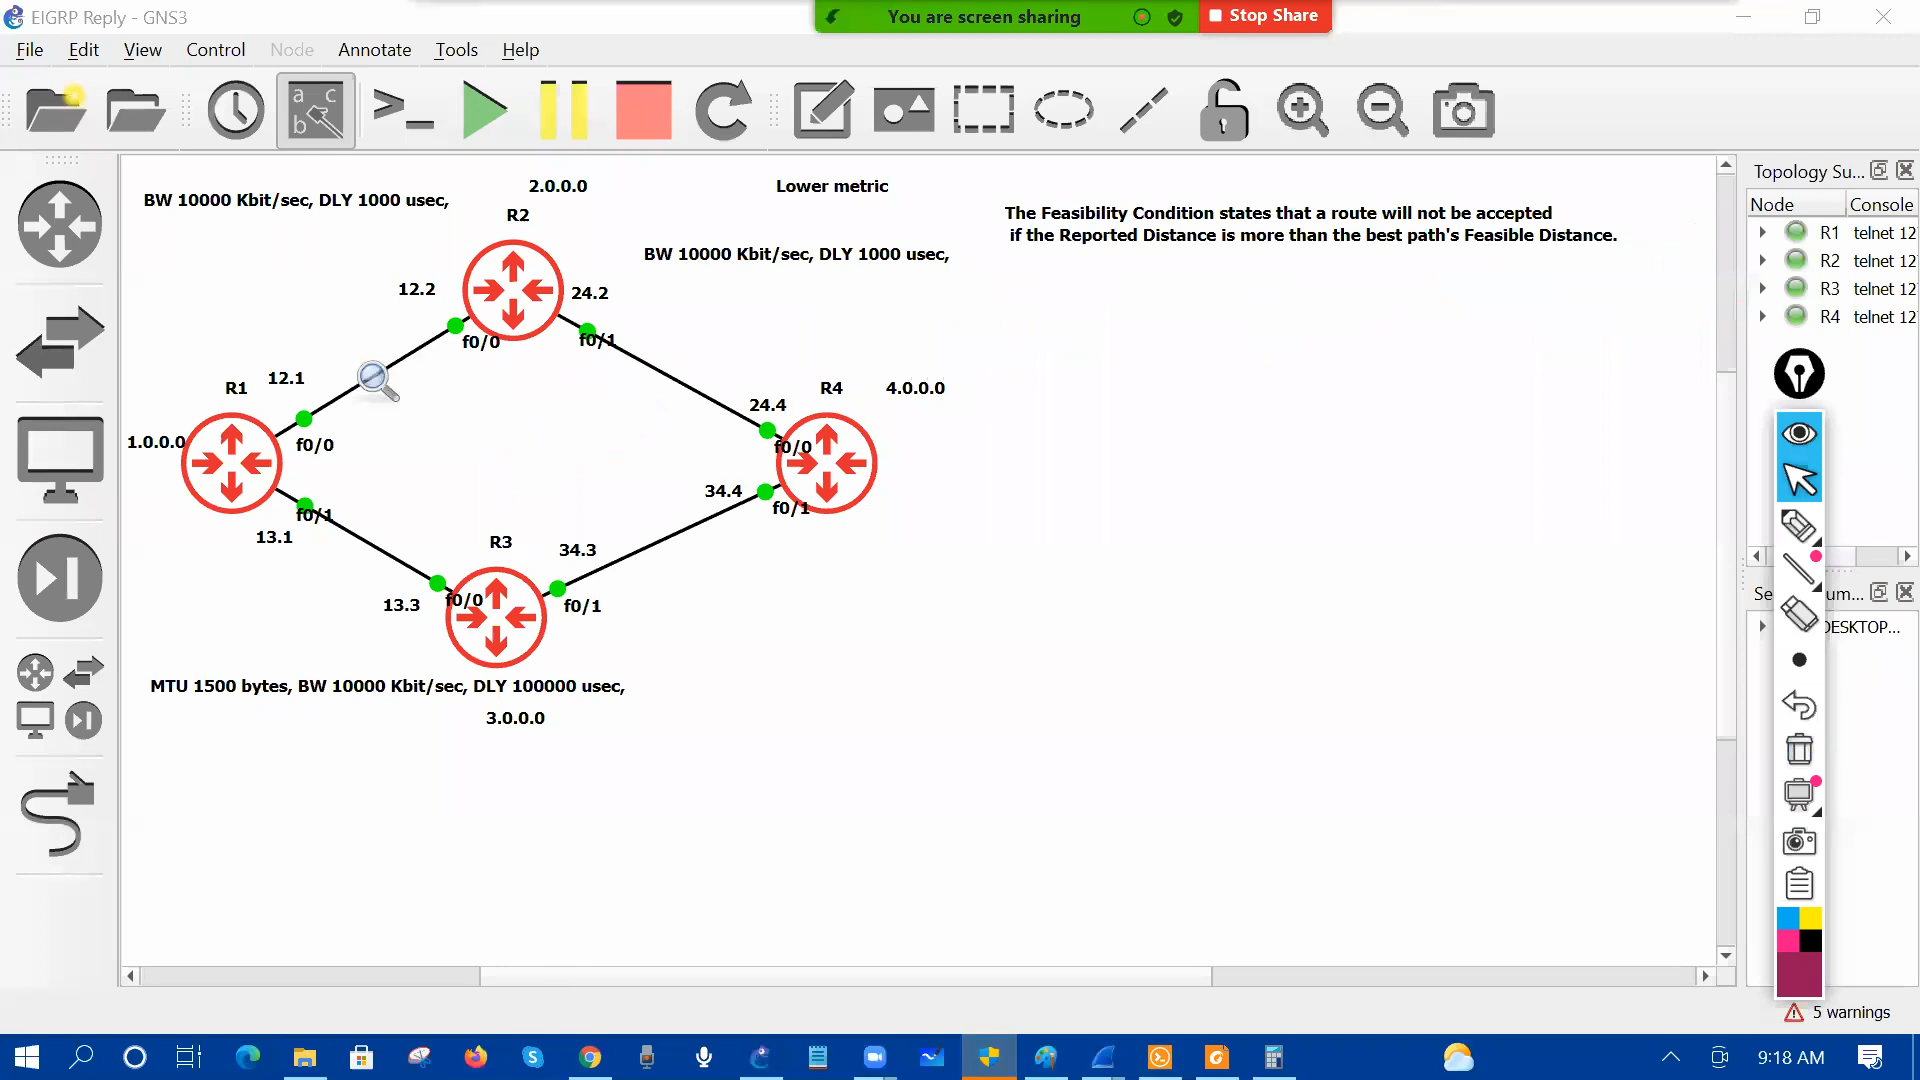 EIGRP Reply - GNS3
You are screen sharing
Stop Share
File Edit View Control Node Annotate Tools Help
a c
b
BW 10000 Kbit/sec, DLY 1000 usec,
2.0.0.0
R2
Lower metric
BW 10000 Kbit/sec, DLY 1000 usec,
The Feasibility Condition states that a route will not be accepted
if the Reported Distance is more than the best path's Feasible Distance.
12.2
24.2
f0/0
f0/1
R1
12.1
24.4
R4
4.0.0.0
1.0.0.0
f0/0
f0/0
f0/1
13.1
34.4
f0/1
R3
34.3
13.3
f0/0
f0/1
MTU 1500 bytes, BW 10000 Kbit/sec, DLY 100000 usec,
3.0.0.0
Topology Su...
Node Console
R1 telnet 12
R2 telnet 12
R3 telnet 12
R4 telnet 12
Se um...
DESKTOP...
5 warnings
9:18 AM